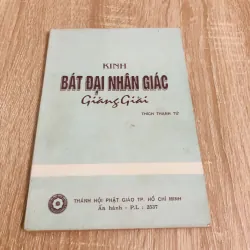 KINH
BÁT ĐẠI NHÂN GIÁC
Giảng Giải
THÍCH THANH TỪ
THÀNH HỘI PHẬT GIÁO TP. HỒ CHÍ MINH
Ấn hành - P.L : 2537